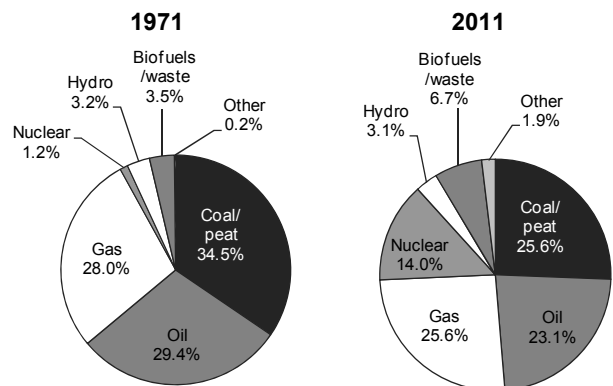 1971
Biofuels
/waste
3.5%
Hydro
3.2%
Other
0.2%
Nuclear
1.2%
Coal/
peat
34.5%
Gas
28.0%
Oil
29.4%
2011
Biofuels
/waste
6.7%
Hydro
3.1%
Other
1.9%
Coal/
peat
25.6%
Nuclear
14.0%
Gas
25.6%
Oil
23.1%